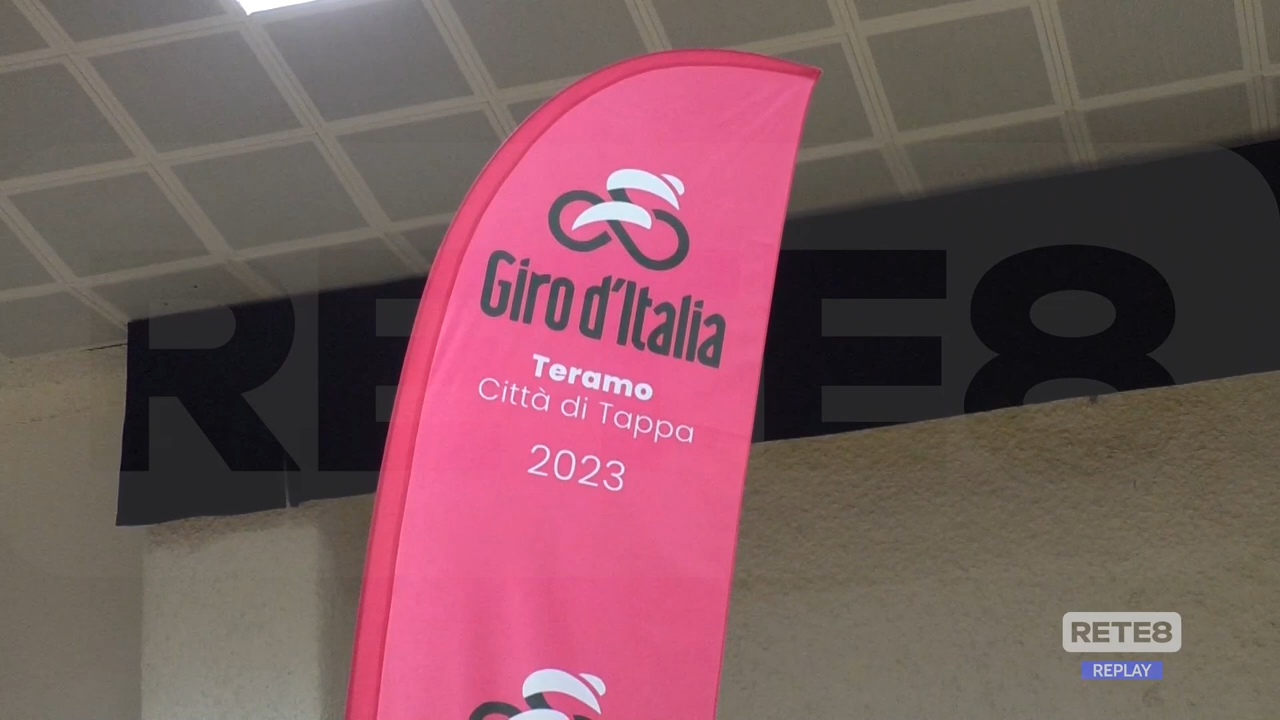 Giro d'Italia
Teramo
Città di Tappa
2023
RETE8
RETE8
REPLAY